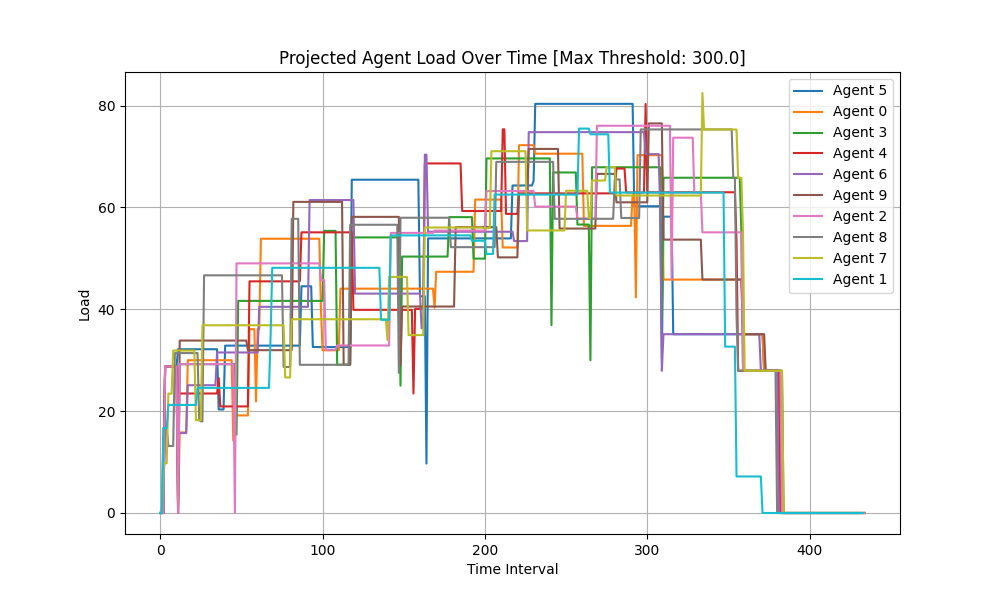 Projected Agent Load Over Time [Max Threshold: 300.0]
Load
80
60
40
20
0
0
100
200
300
400
Time Interval
Agent 5
Agent 0
Agent 3
Agent 4
Agent 6
Agent 9
Agent 2
Agent 8
Agent 7
Agent 1